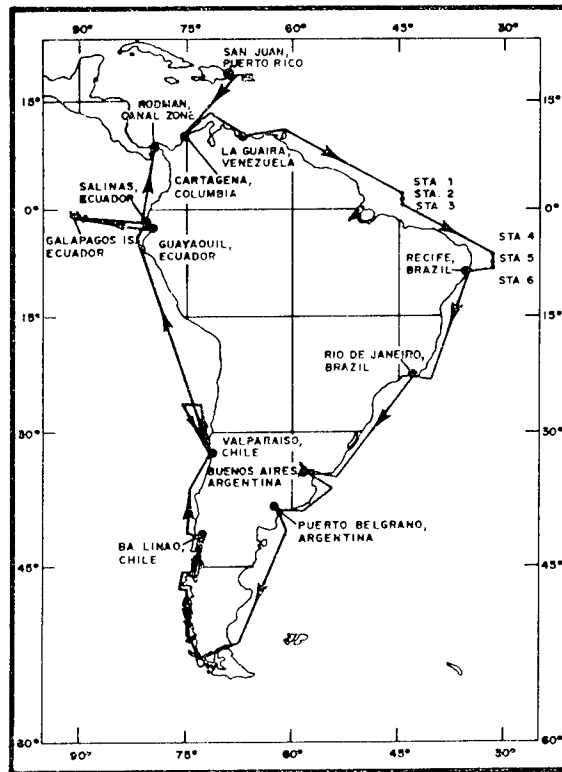 90° 75° 60° 45° 30°
SAN JUAN,
PUERTO RICO
15° 15°
RODMAN,
CANAL ZONE
LA GUAIRA,
VENEZUELA
CARTAGENA,
COLUMBIA
SALINAS,
ECUADOR
STA 1
STA. 2
STA 3
0° 0°
GALAPAGOS IS.
ECUADOR
GUAYAQUIL,
ECUADOR
STA 4
STA 5
STA 6
RECIFE,
BRAZIL
15° 15°
RIO DE JANEIRO,
BRAZIL
30° 30°
VALPARAISO,
CHILE
BUENOS AIRES,
ARGENTINA
PUERTO BELGRANO,
ARGENTINA
BA LINAO,
CHILE
45° 45°
60° 60°
90° 75° 60° 45° 30°